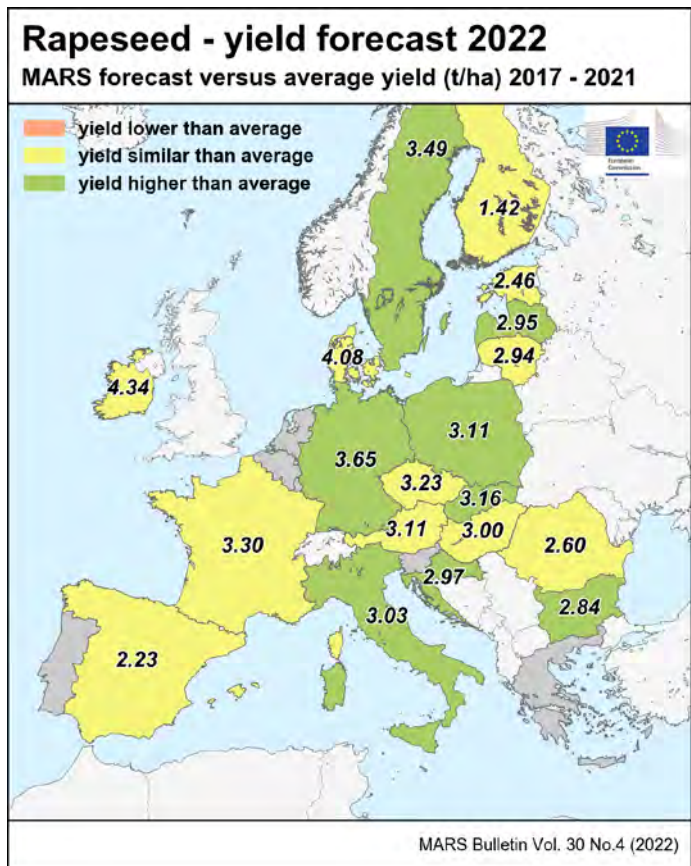 Rapeseed - yield forecast 2022
MARS forecast versus average yield (t/ha) 2017 - 2021
yield lower than average
yield similar than average
yield higher than average
European
Commission
3.49
1.42
2.46
2.95
2.94
4.08
4.34
3.11
3.65
3.23
3.16
3.11
3.00
3.30
2.60
2.97
2.84
3.03
2.23
MARS Bulletin Vol. 30 No.4 (2022)